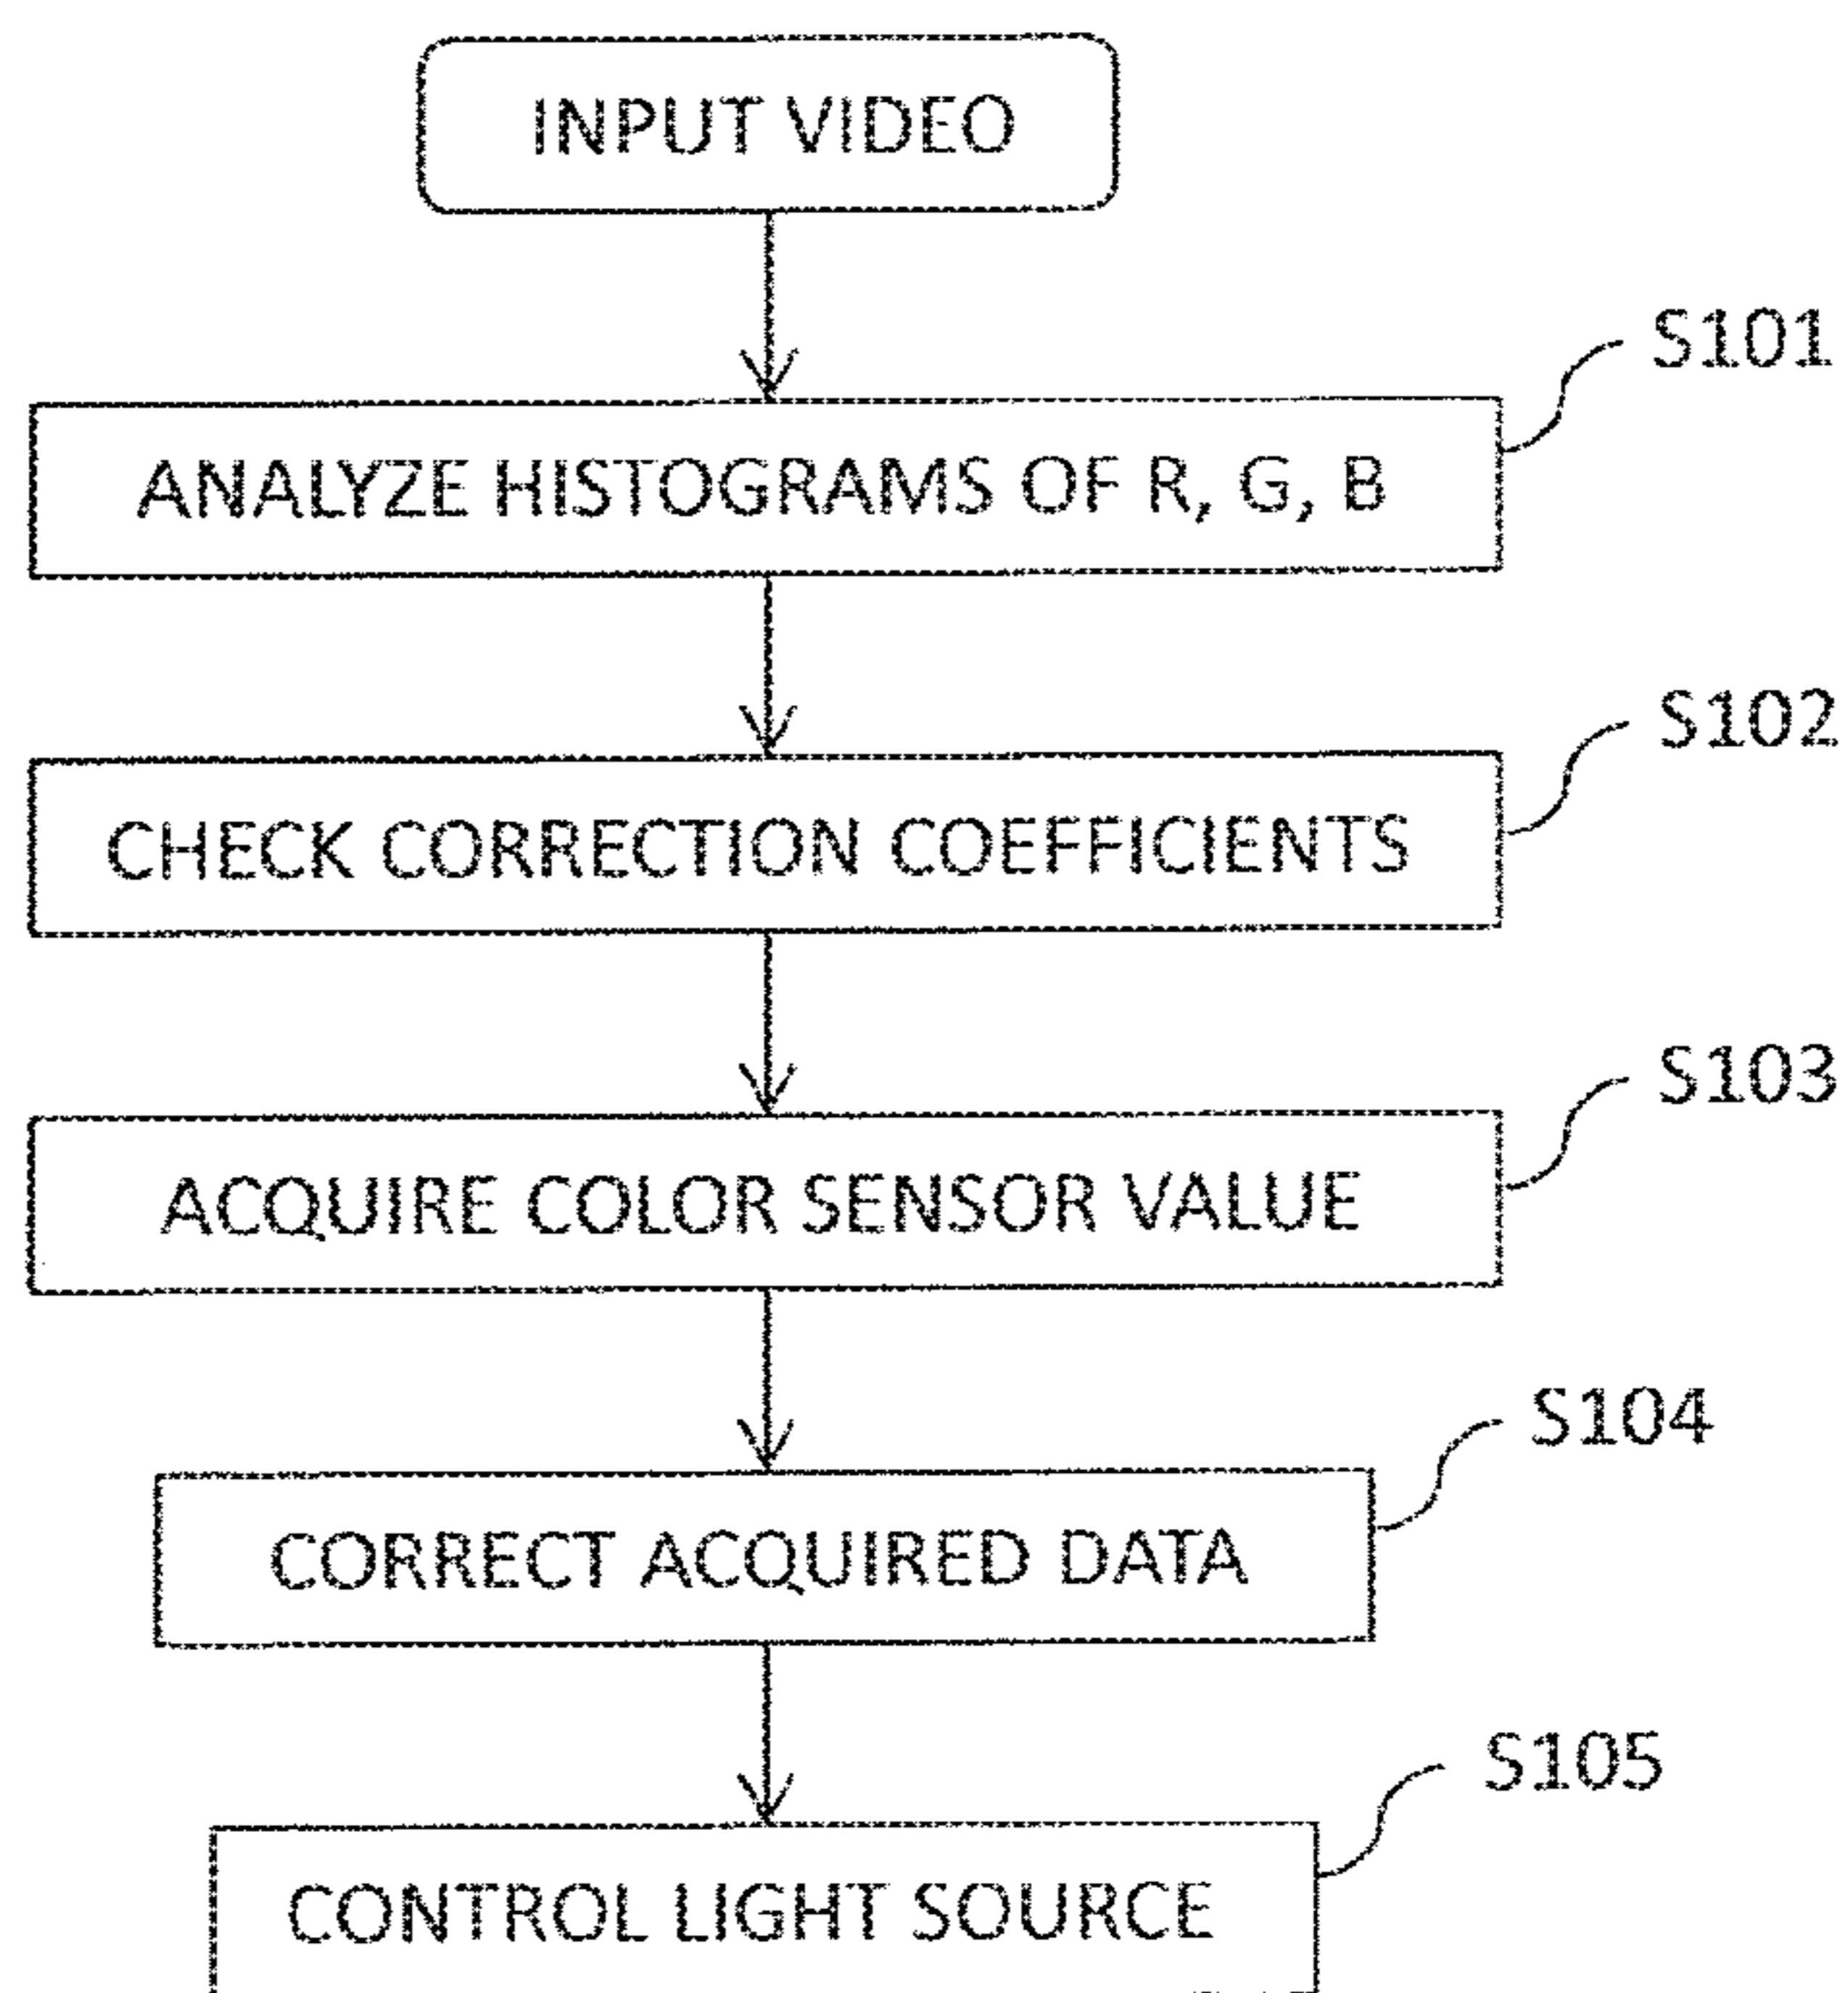 INPUT VIDEO
S101
ANALYZE HISTOGRAMS OF R, G, B
S102
CHECK CORRECTION COEFFICIENTS
S103
ACQUIRE COLOR SENSOR VALUE
S104
CORRECT ACQUIRED DATA
S105
CONTROL LIGHT SOURCE